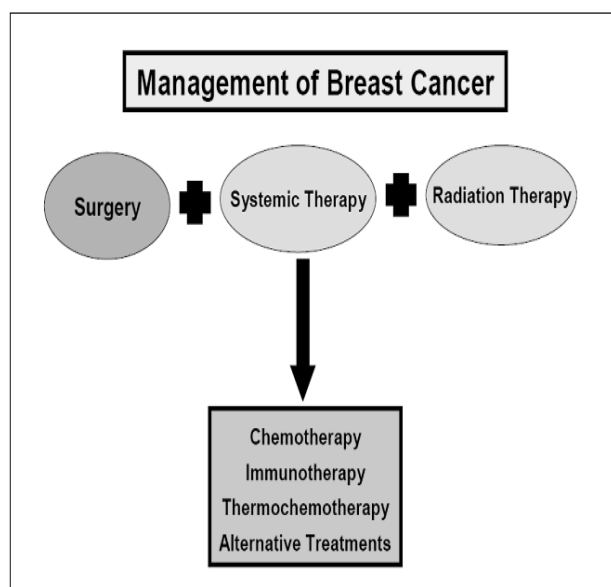 Management of Breast Cancer
Surgery
Systemic Therapy
Radiation Therapy
Chemotherapy
Immunotherapy
Thermochemotherapy
Alternative Treatments